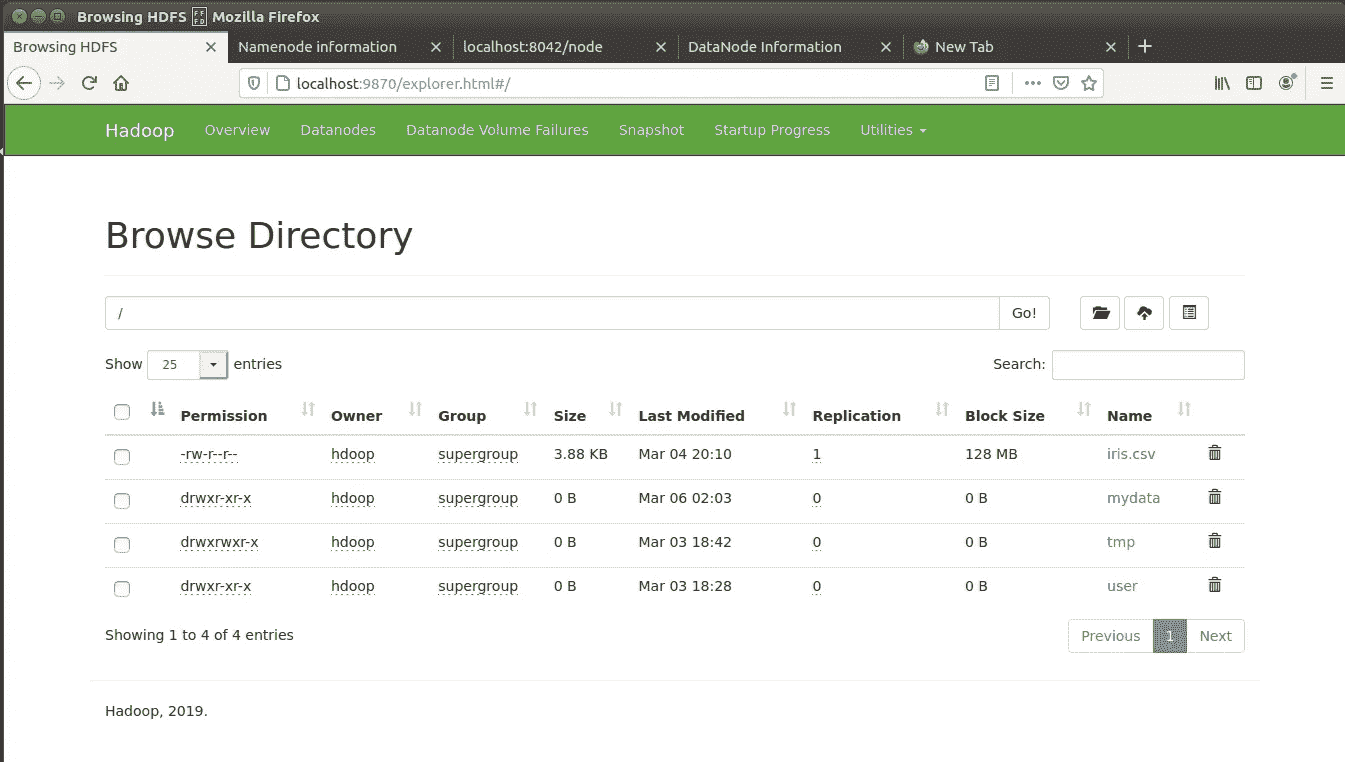 Browsing HDFS FFFD Mozilla Firefox
Browsing HDFS Namenode information localhost:8042/node DataNode Information New Tab
localhost:9870/explorer.html#/
Hadoop Overview Datanodes Datanode Volume Failures Snapshot Startup Progress Utilities
Browse Directory
/ Go!
Show 25 entries Search:
Permission Owner Group Size Last Modified Replication Block Size Name
-rw-r--r-- hdoop supergroup 3.88 KB Mar 04 20:10 1 128 MB iris.csv
drwxr-xr-x hdoop supergroup 0 B Mar 06 02:03 0 0 B mydata
drwxrwxr-x hdoop supergroup 0 B Mar 03 18:42 0 0 B tmp
drwxr-xr-x hdoop supergroup 0 B Mar 03 18:28 0 0 B user
Showing 1 to 4 of 4 entries Previous 1 Next
Hadoop, 2019.